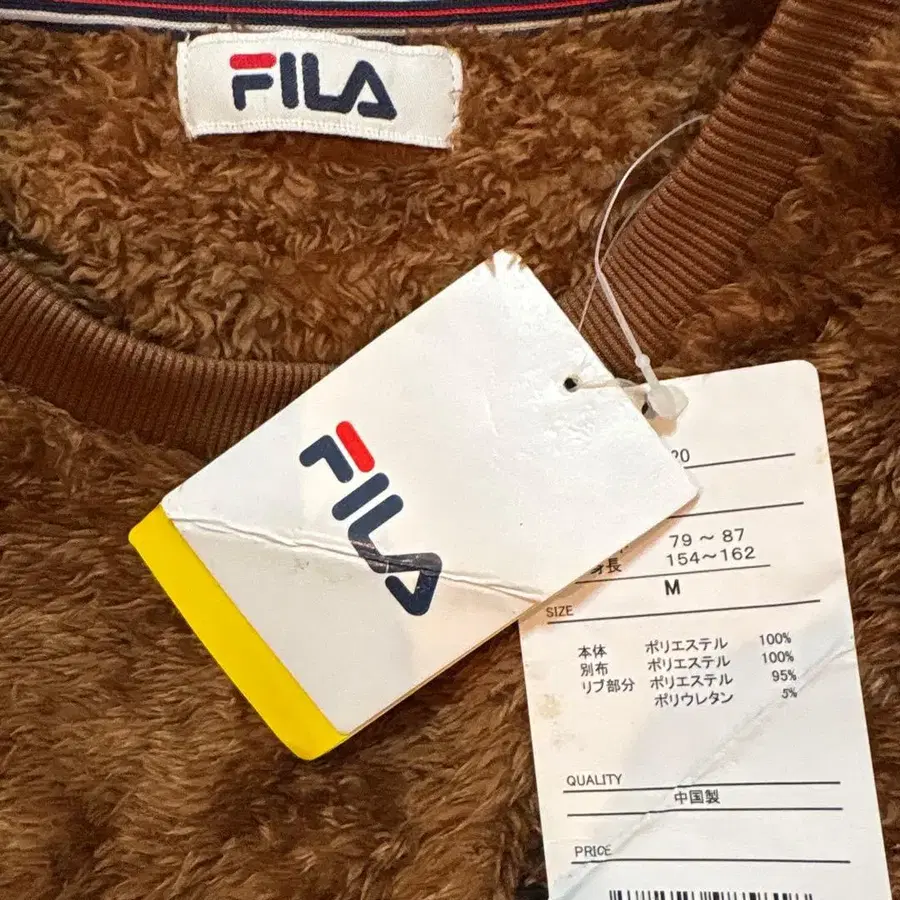 FILA
FILA
20
79～87
身長 154～162
M
SIZE
本体 ポリエステル 100%
別布 ポリエステル 100%
リブ部分 ポリエステル 95%
ポリウレタン 5%
QUALITY
中国製
PRICE